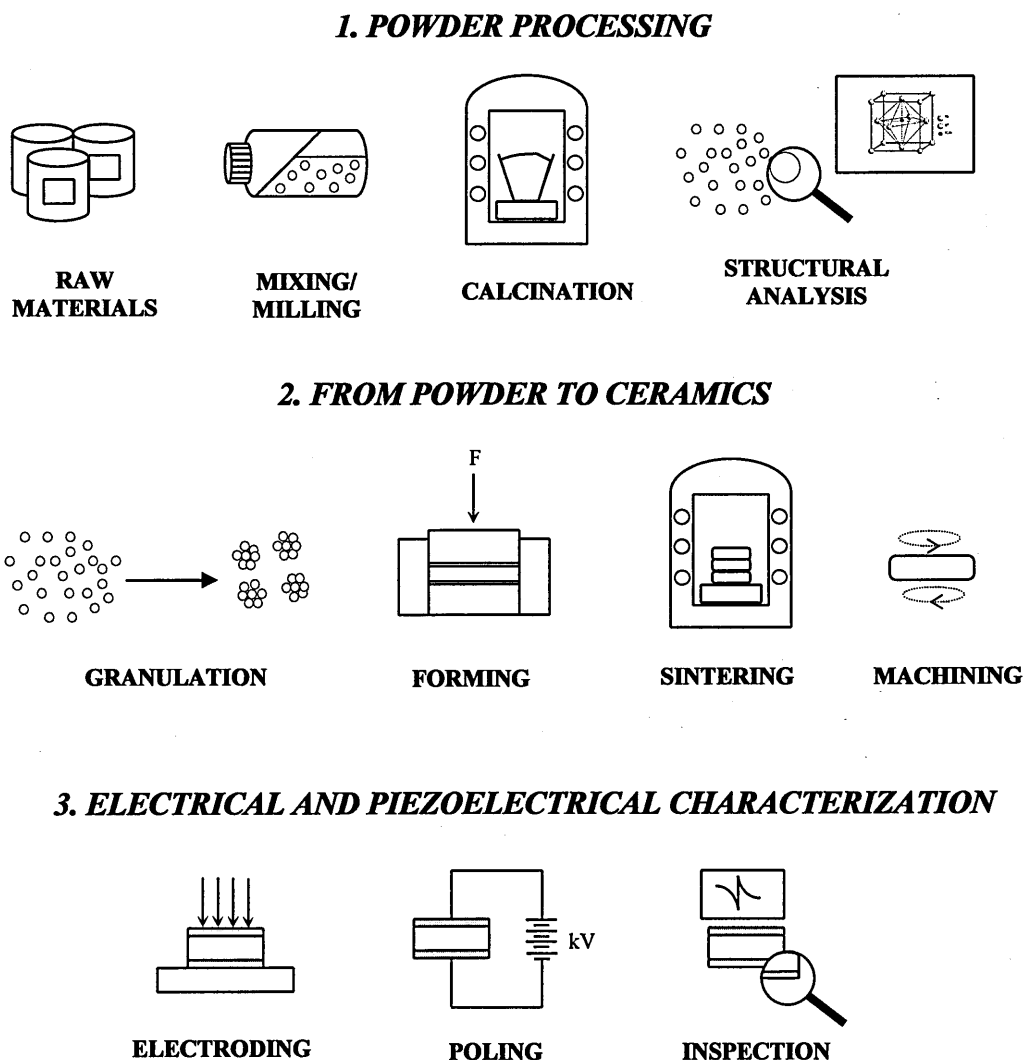 1. POWDER PROCESSING
RAW
MATERIALS
MIXING/
MILLING
CALCINATION
STRUCTURAL
ANALYSIS
2. FROM POWDER TO CERAMICS
F
GRANULATION
FORMING
SINTERING
MACHINING
3. ELECTRICAL AND PIEZOELECTRICAL CHARACTERIZATION
kV
ELECTRODING
POLING
INSPECTION